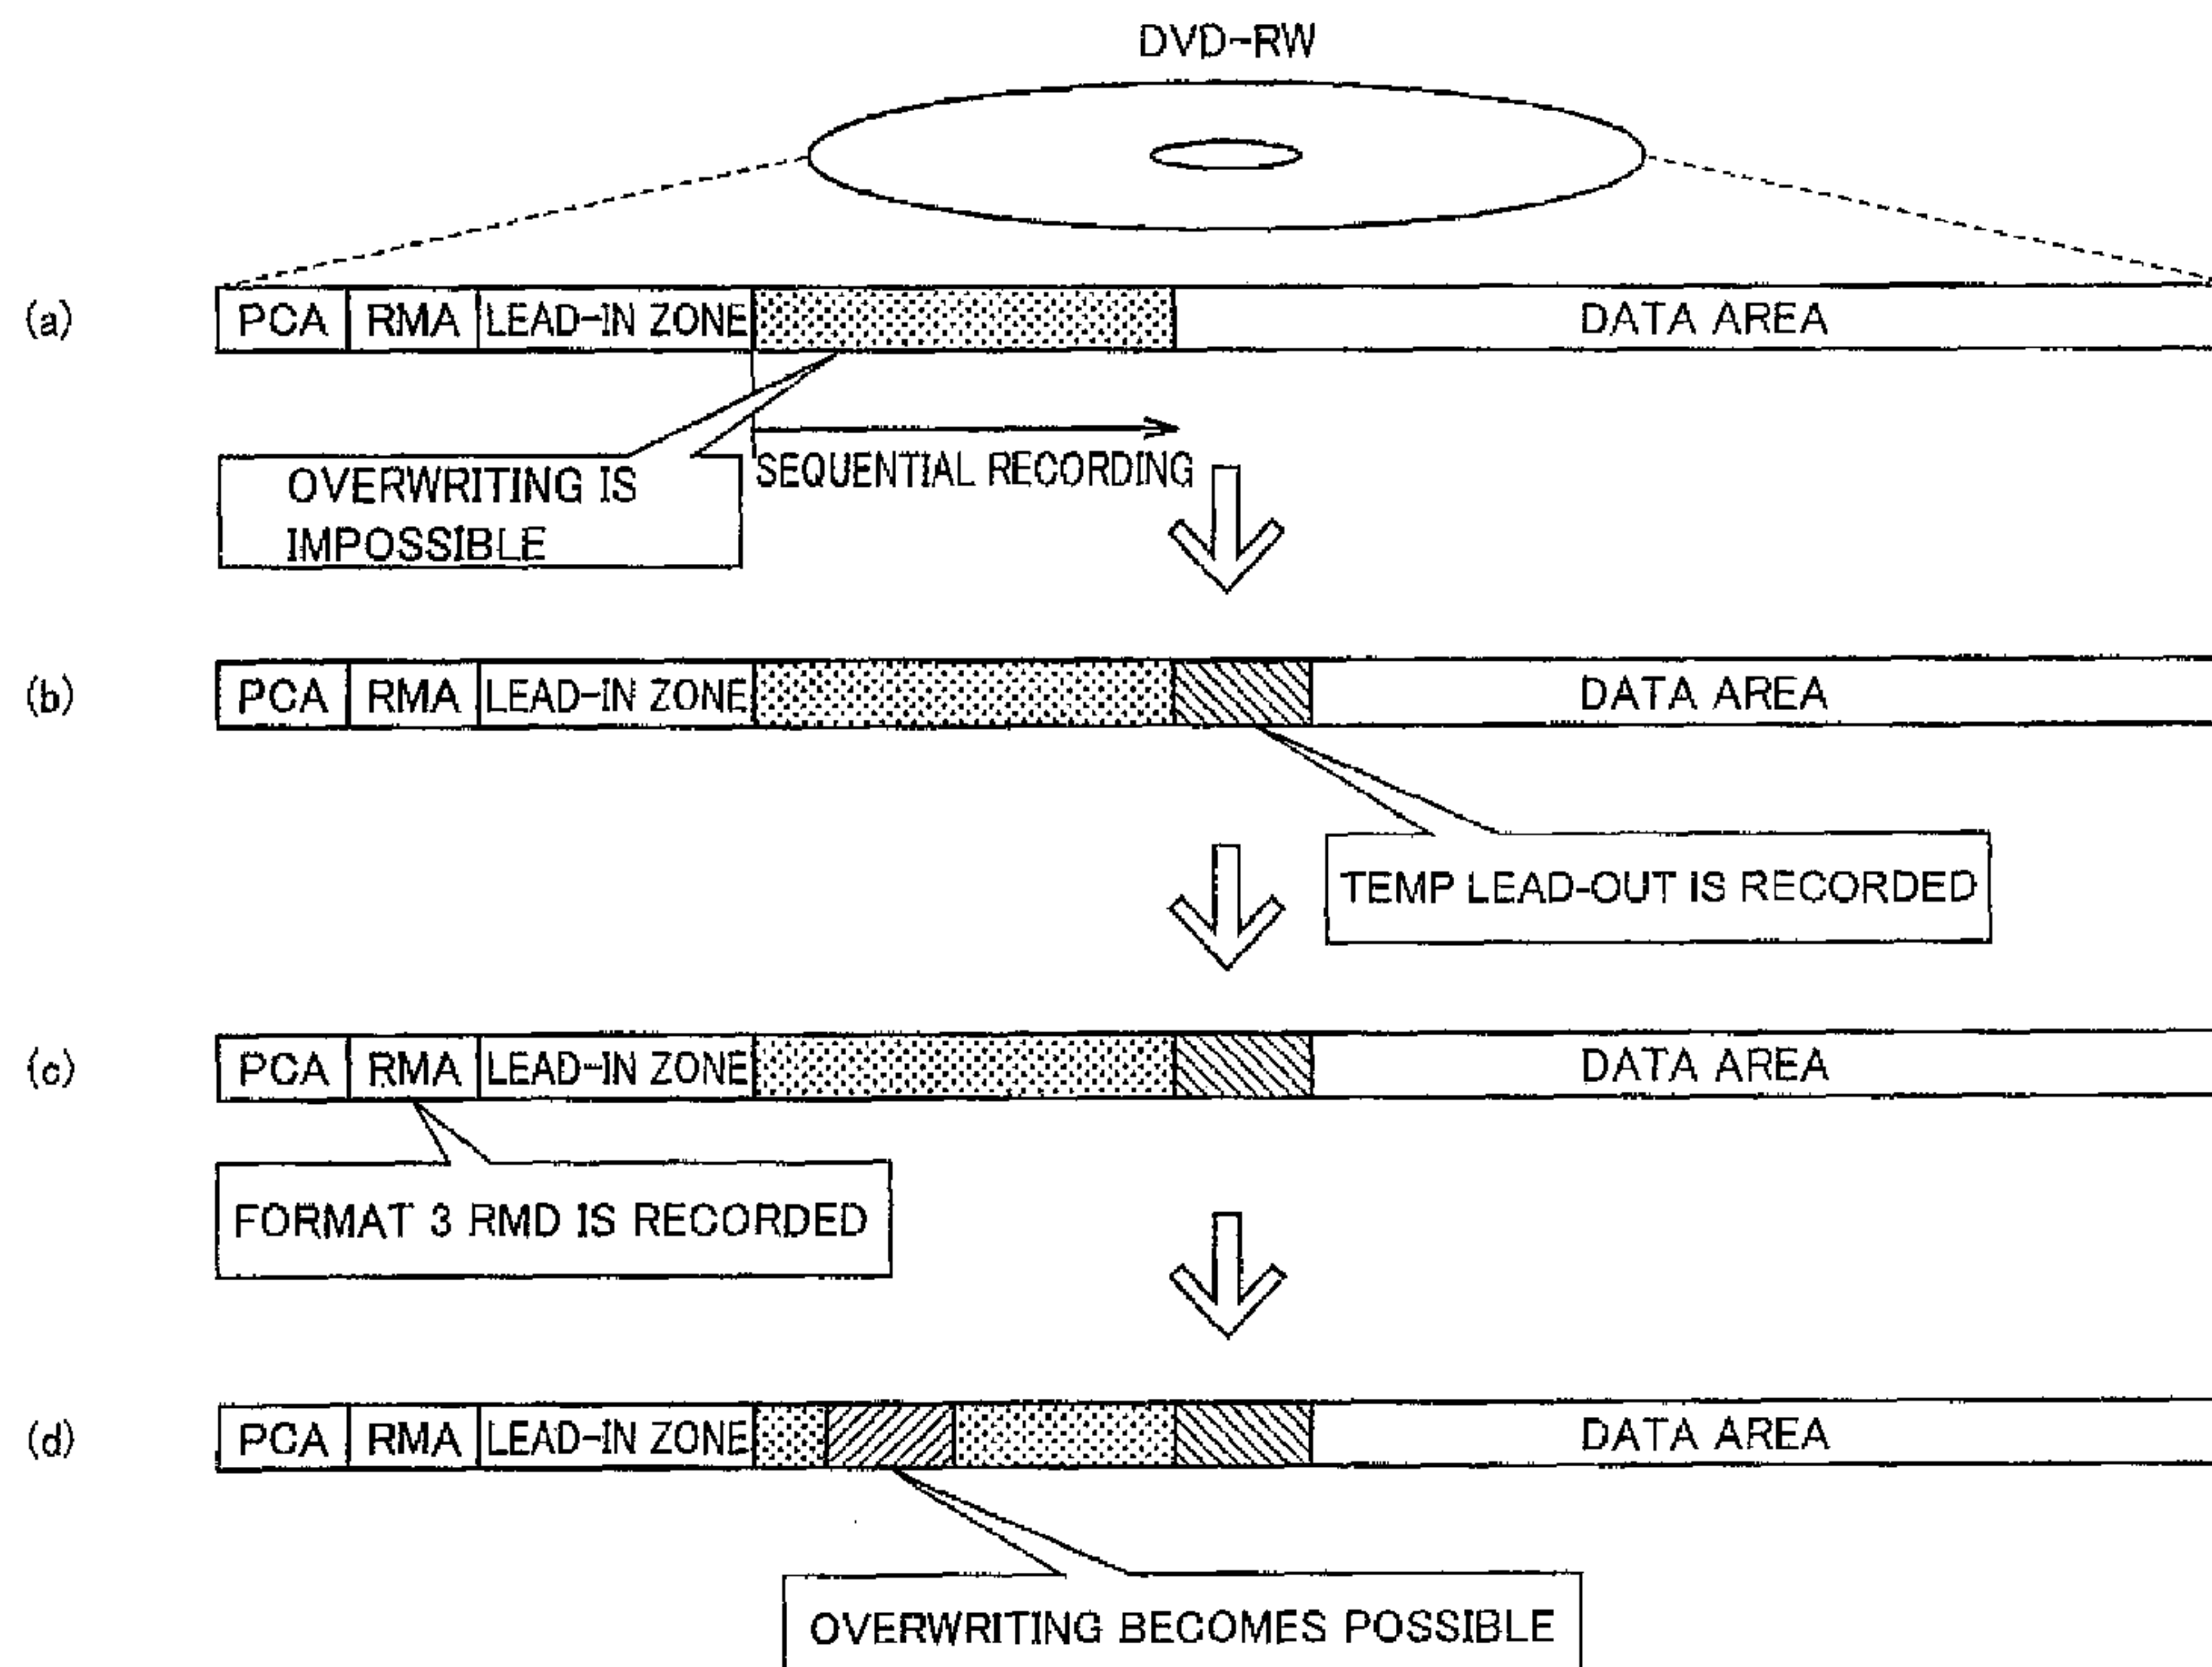 DVD-RW
(a) PCA RMA LEAD-IN ZONE DATA AREA
OVERWRITING IS
IMPOSSIBLE
SEQUENTIAL RECORDING
(b) PCA RMA LEAD-IN ZONE DATA AREA
TEMP LEAD-OUT IS RECORDED
(c) PCA RMA LEAD-IN ZONE DATA AREA
FORMAT 3 RMD IS RECORDED
(d) PCA RMA LEAD-IN ZONE DATA AREA
OVERWRITING BECOMES POSSIBLE